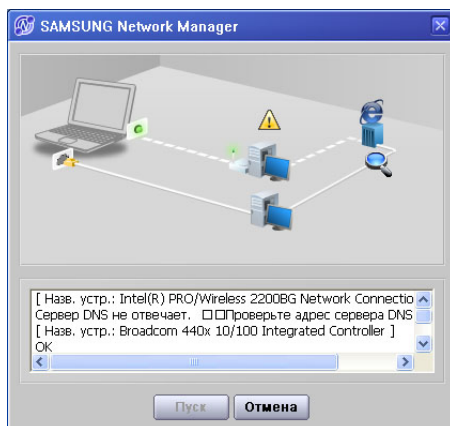 SAMSUNG Network Manager
[ Назв. устр.: Intel(R) PRO/Wireless 2200BG Network Connectio
Сервер DNS не отвечает. □□Проверьте адрес сервера DNS
[ Назв. устр.: Broadcom 440x 10/100 Integrated Controller ]
OK
Пуск
Отмена